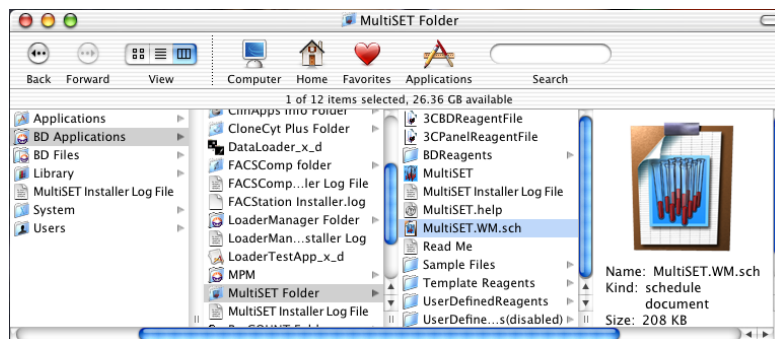 MultiSET Folder
Back
Forward
View
Computer
Home
Favorites
Applications
Search
1 of 12 items selected, 26.36 GB available
Applications
BD Applications
BD Files
Library
MultiSET Installer Log File
System
Users
ClinApps Info Folder
CloneCyt Plus Folder
DataLoader_x_d
FACSComp folder
FACSComp...ler Log File
FACStation Installer.log
LoaderManager Folder
LoaderMan...staller Log
LoaderTestApp_x_d
MPM
MultiSET Folder
MultiSET Installer Log File
3CBDReagentFile
3CPanelReagentFile
BDReagents
MultiSET
MultiSET Installer Log File
MultiSET.help
MultiSET.WM.sch
Read Me
Sample Files
Template Reagents
UserDefinedReagents
UserDefine...s(disabled)
Name: MultiSET.WM.sch
Kind: schedule
document
Size: 208 KB